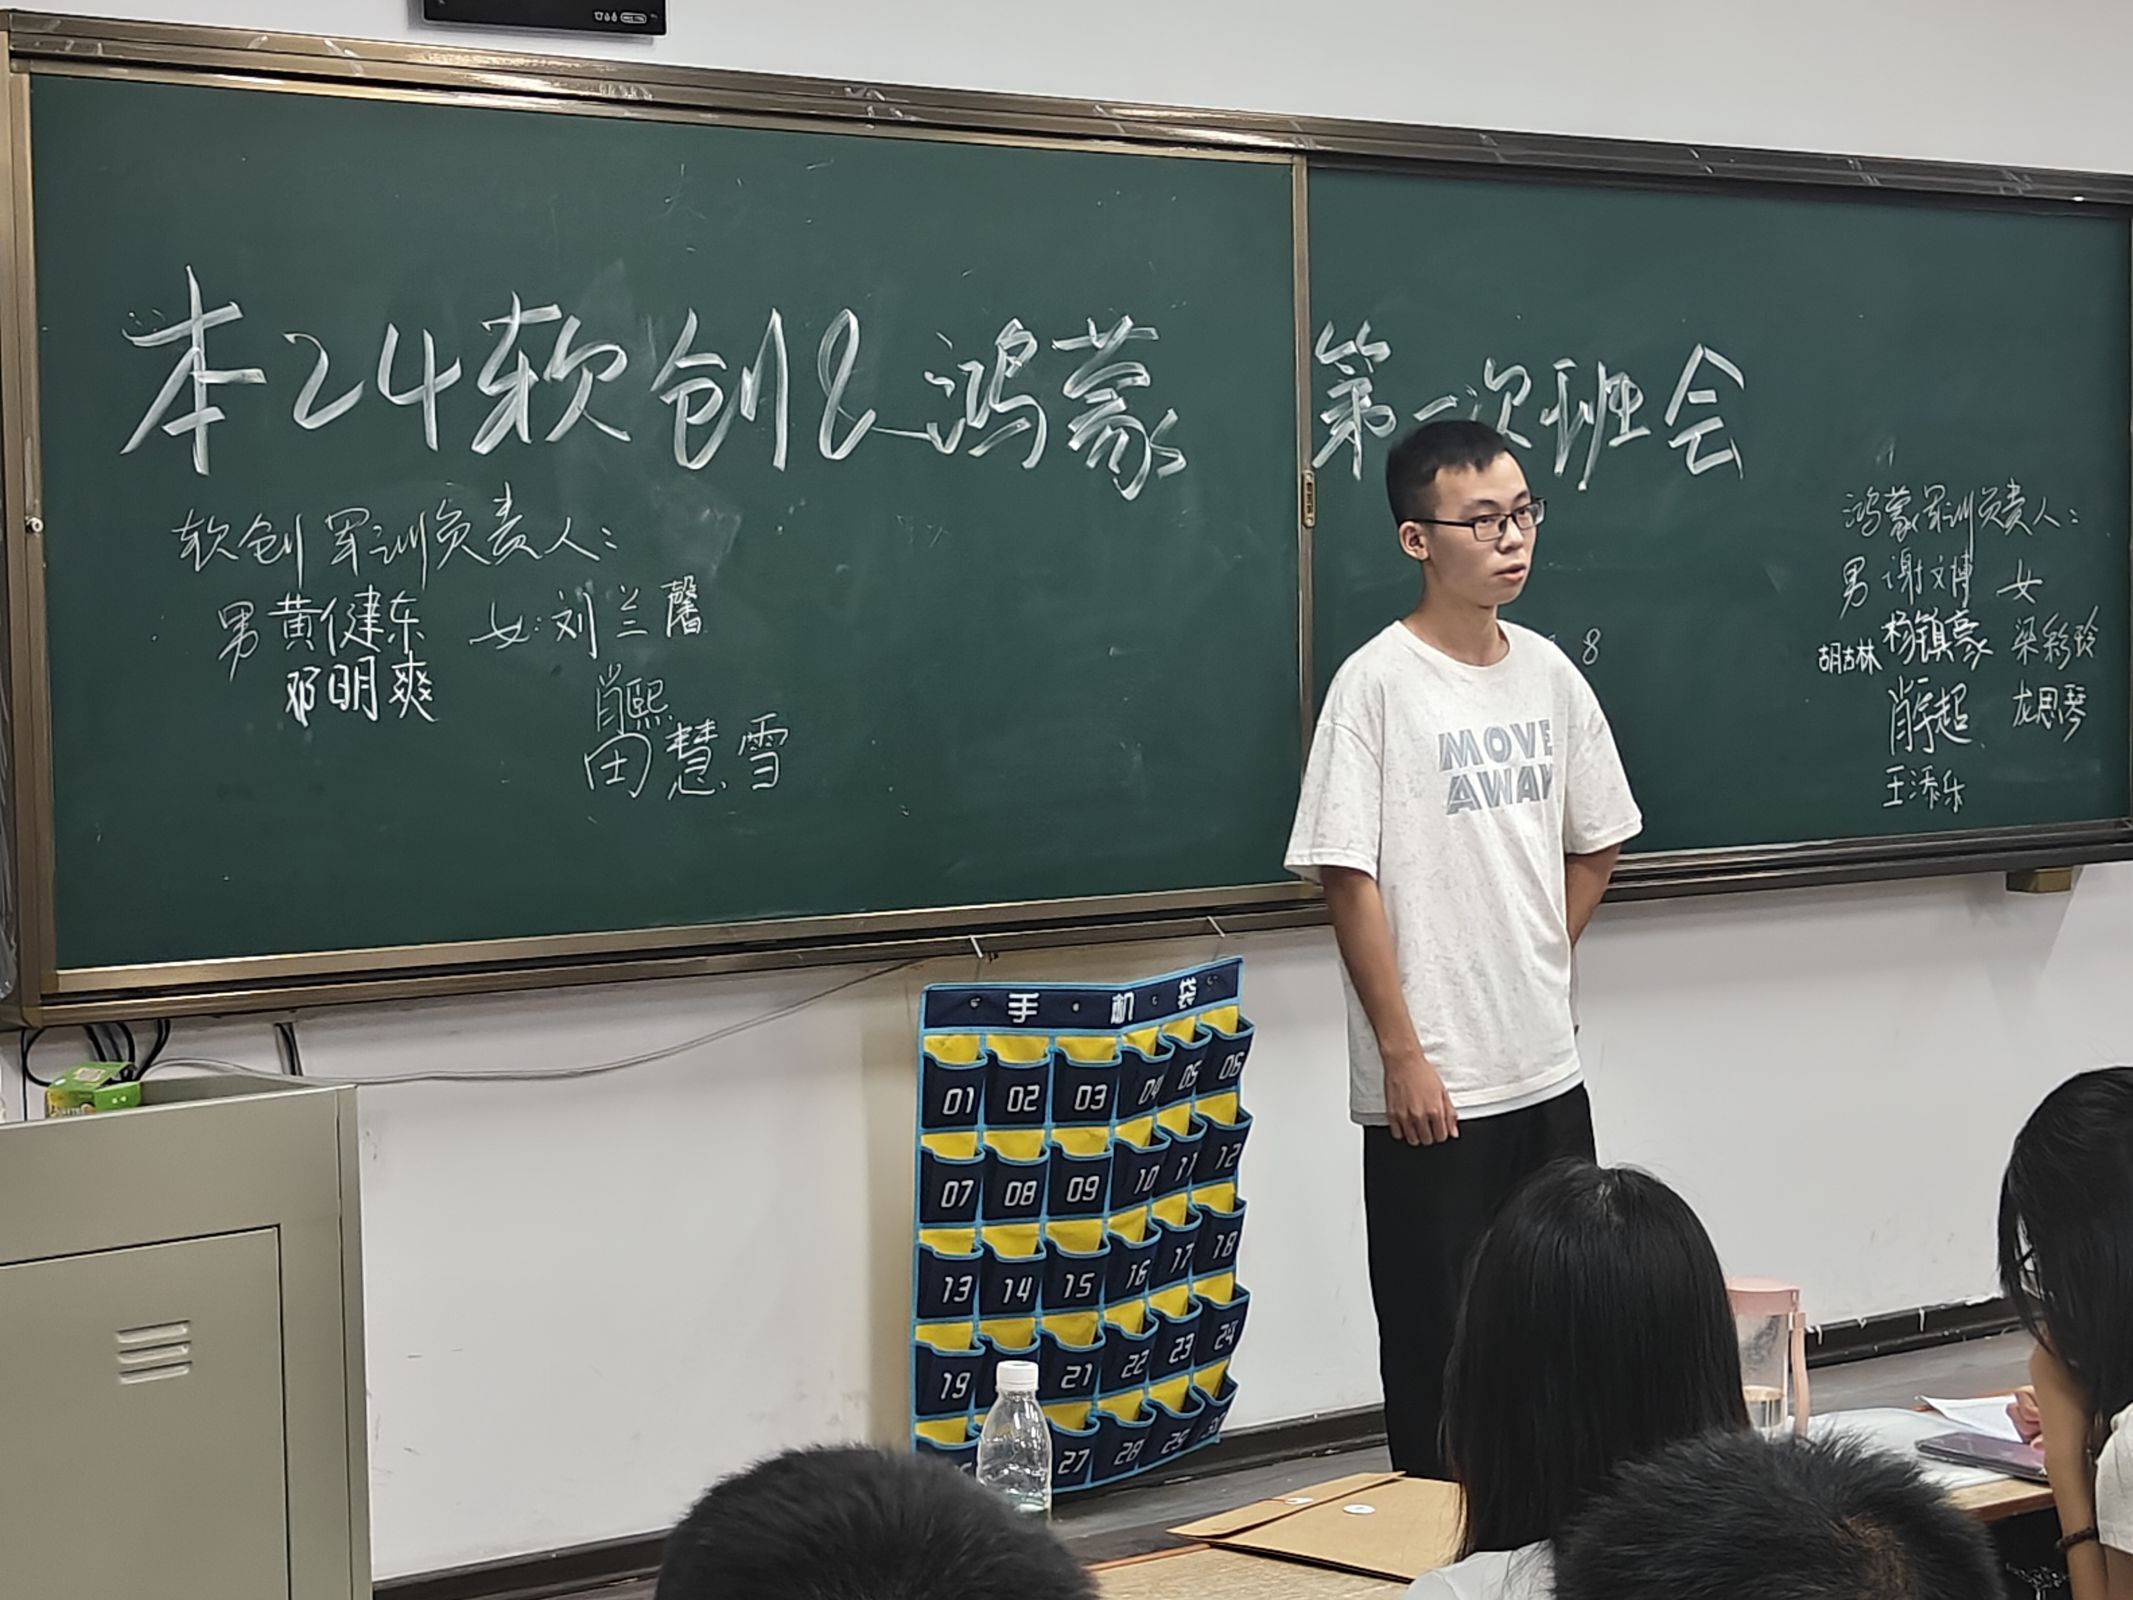 本24软创&鸿蒙 第一次班会
软创军训负责人:
男 黄健东 女:刘兰馨
邓明爽
肖熙
田慧雪
鸿蒙军训负责人:
男 谢文博 女
胡古林 杨镇豪 梁彩玲
肖宇超 龙思琴
王添乐
8
MOVE
AWAY
手机袋
01 02 03 04 05 06
07 08 09 10 11 12
13 14 15 16 17 18
19 21 22 23 24
27 28 29 30